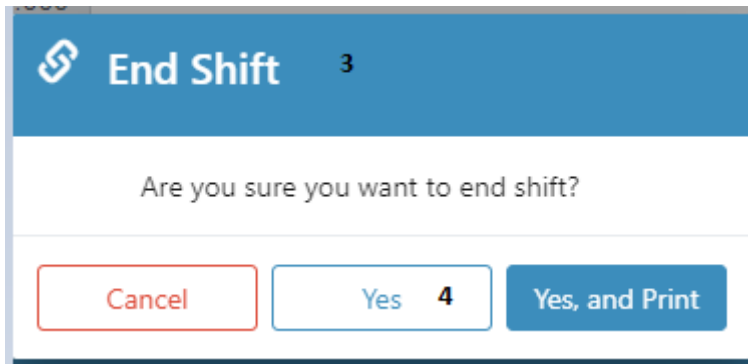 End Shift 3
Are you sure you want to end shift?
Cancel Yes 4 Yes, and Print